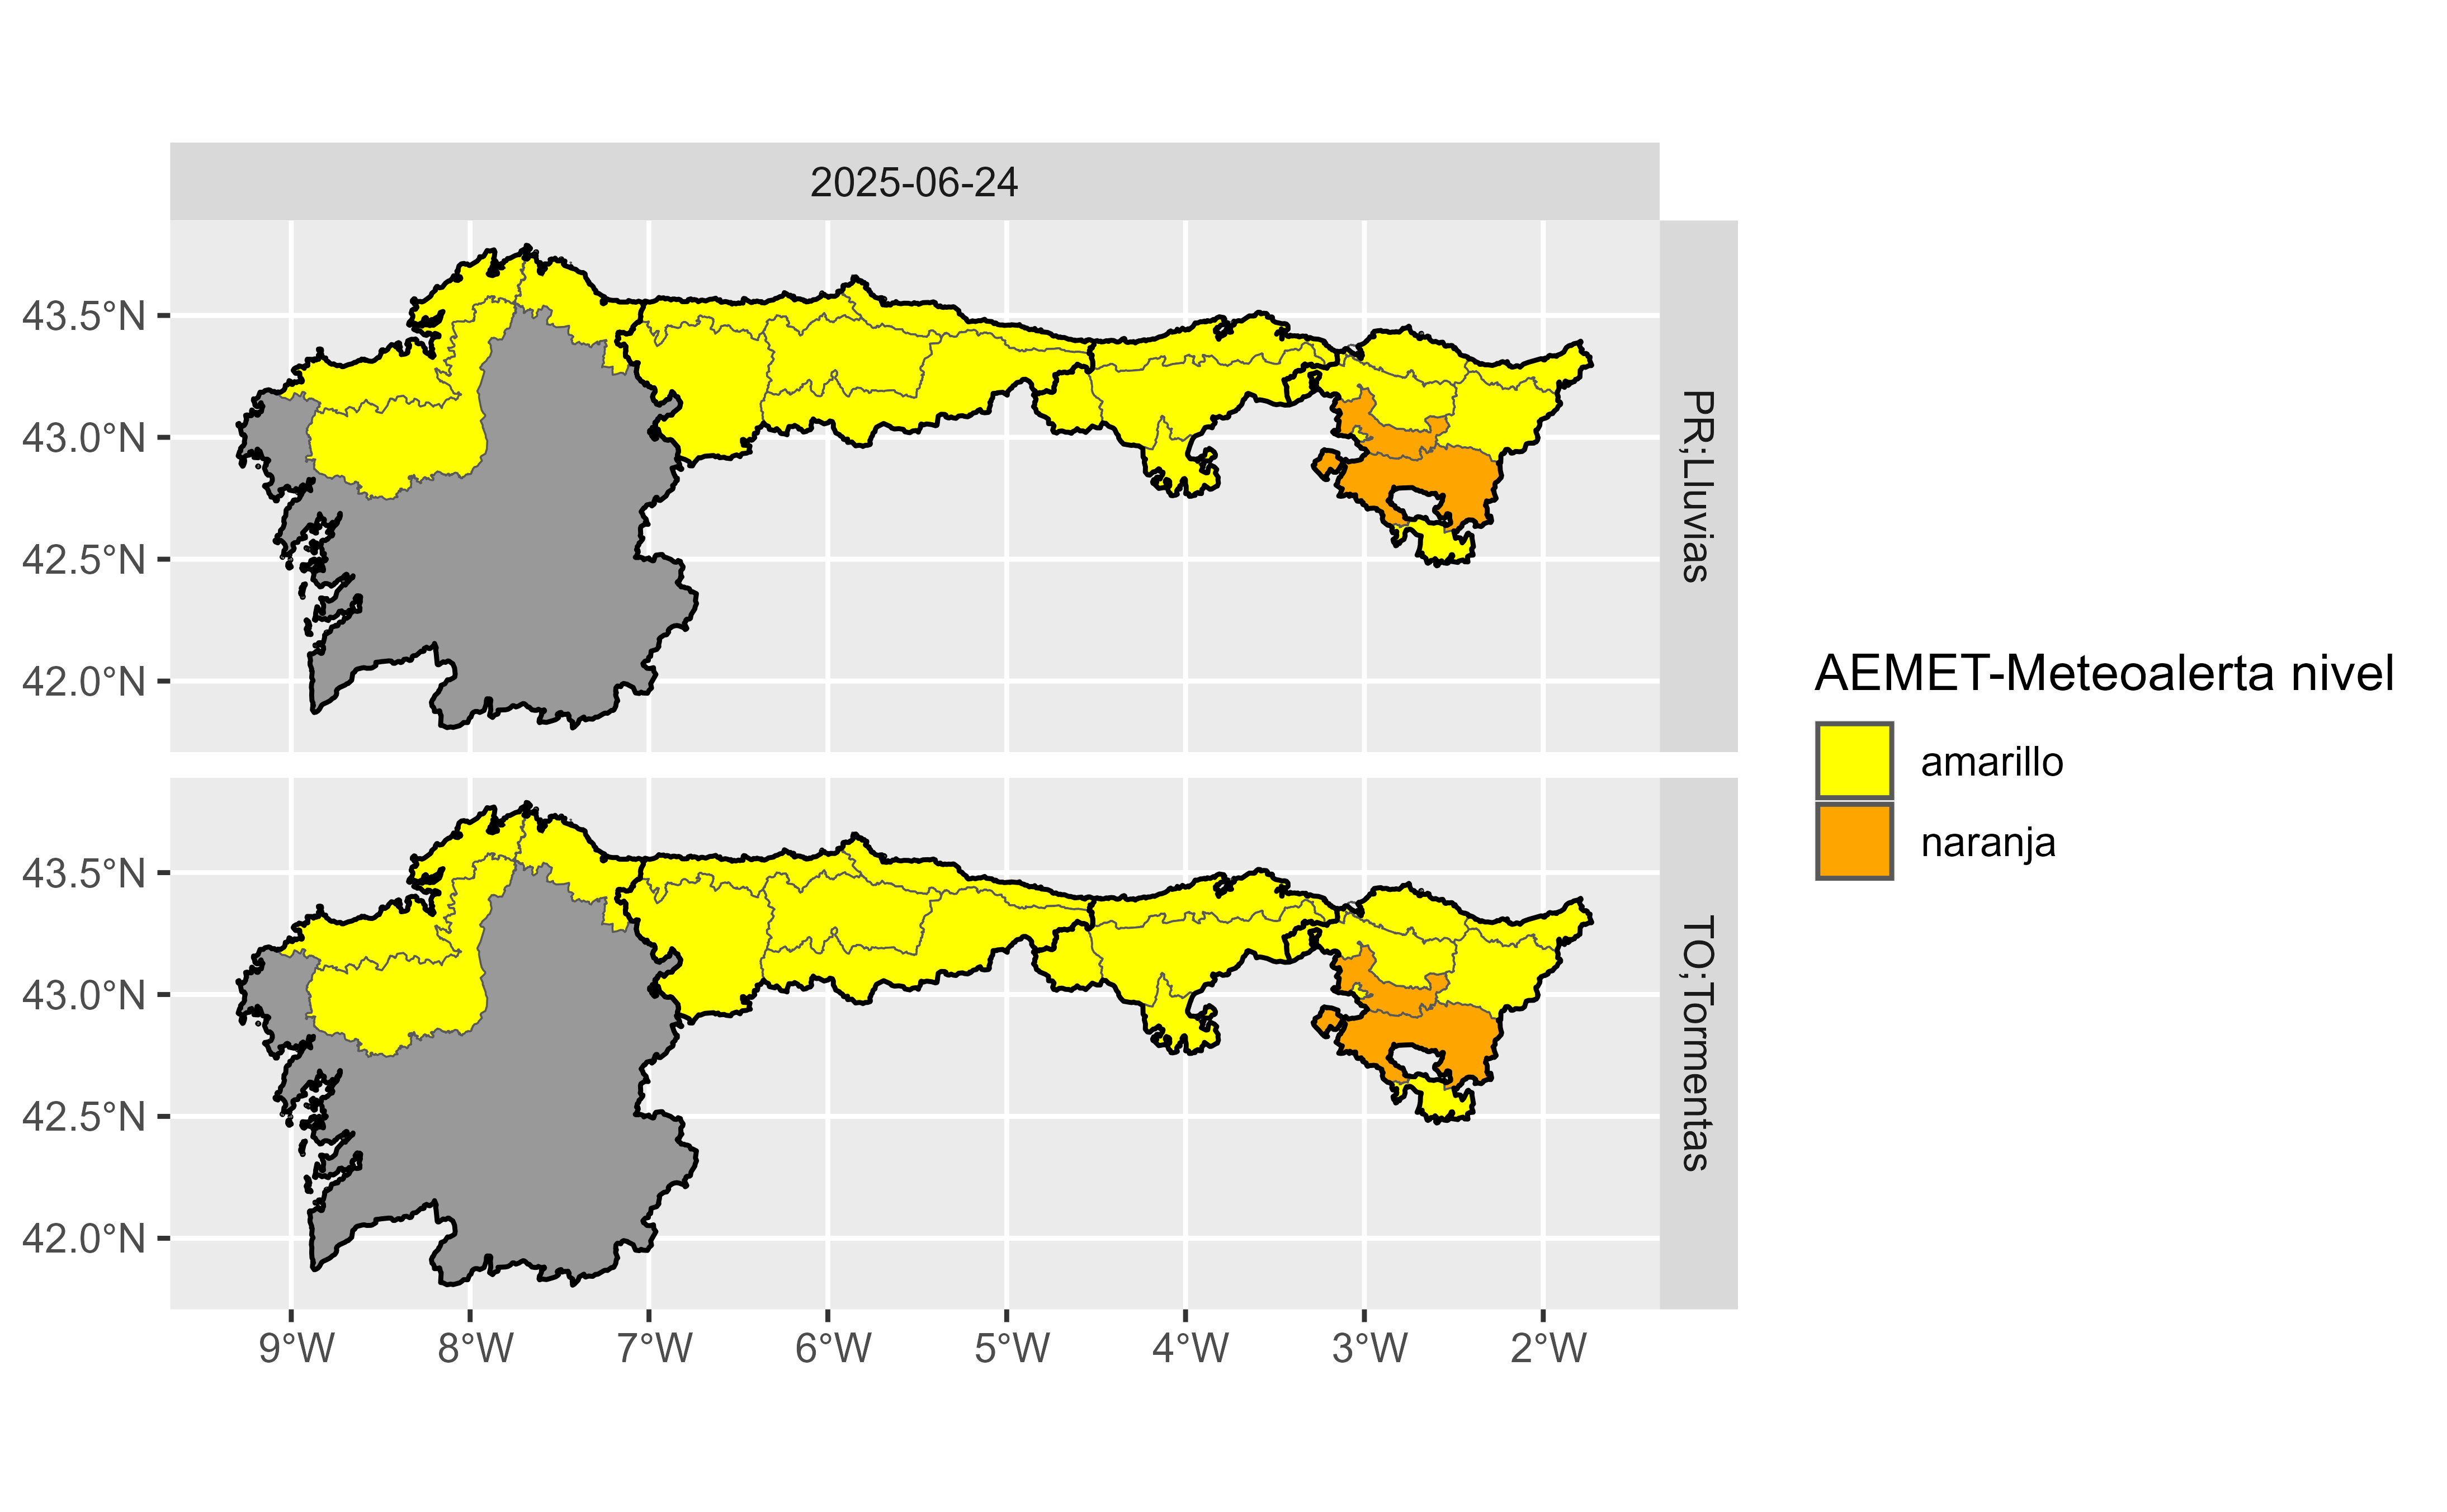 2025-06-24
43.5°N
43.0°N
42.5°N
42.0°N
PR;Lluvias
43.5°N
43.0°N
42.5°N
42.0°N
TO;Tormentas
9°W
8°W
7°W
6°W
5°W
4°W
3°W
2°W
AEMET-Meteoalerta nivel
amarillo
naranja